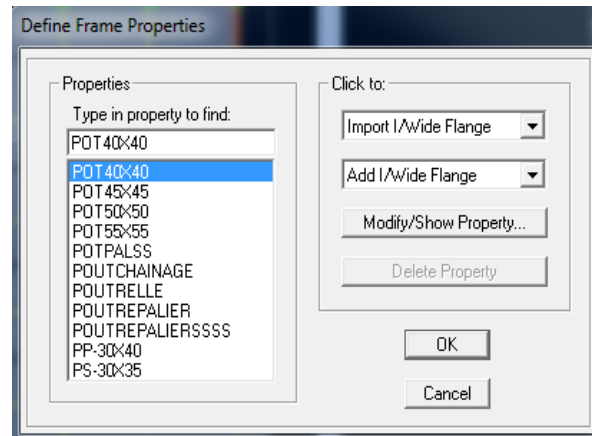 Define Frame Properties
Properties
Type in property to find:
POT40X40
POT40X40
POT45X45
POT50X50
POT55X55
POTPALSS
POUTCHAINAGE
POUTRELLE
POUTREPALIER
POUTREPALIERSSSS
PP-30X40
PS-30X35
Click to:
Import I/Wide Flange
Add I/Wide Flange
Modify/Show Property...
Delete Property
OK
Cancel